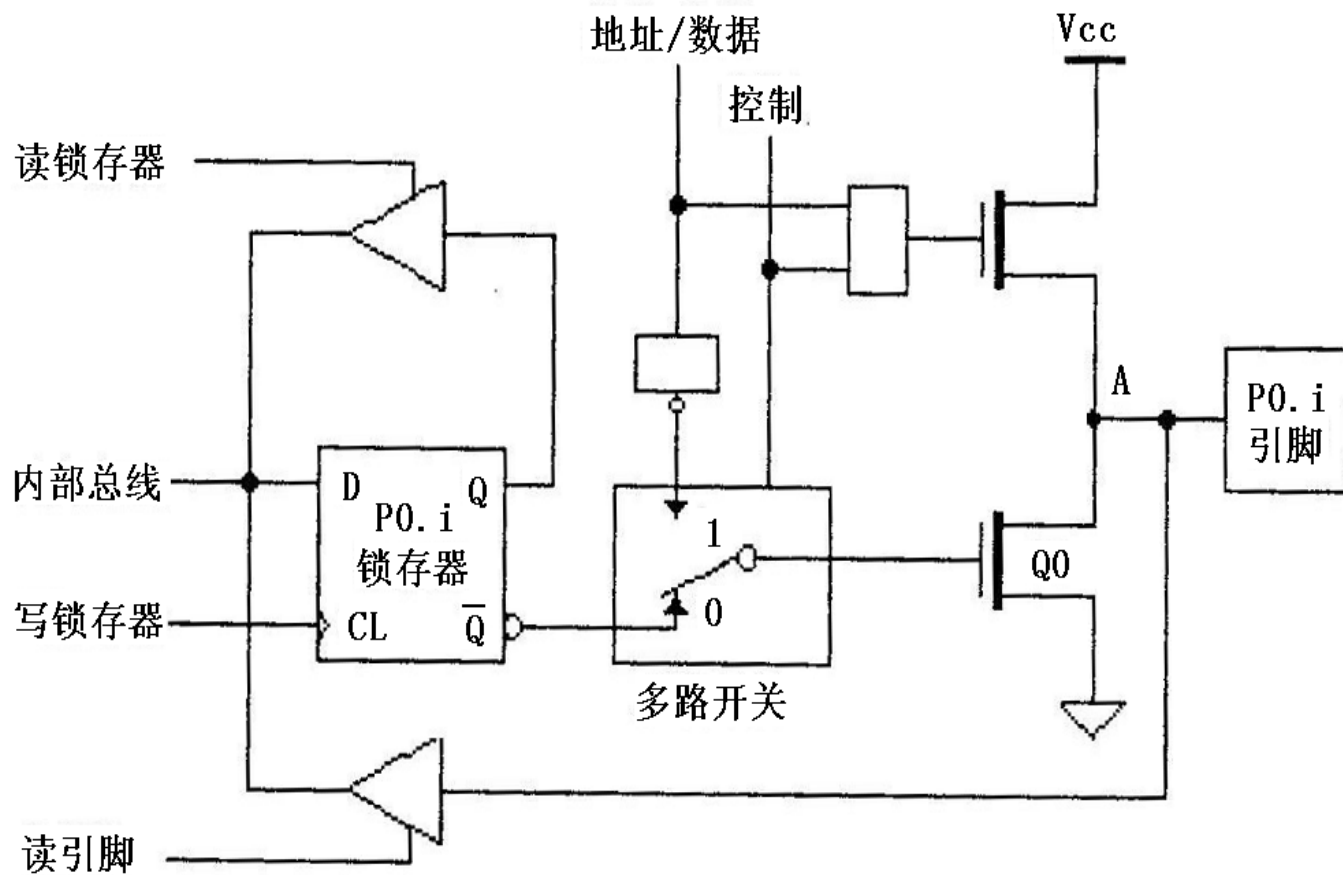 地址/数据
Vcc
控制
读锁存器
A
P0.i
引脚
内部总线
D
Q
P0.i
锁存器
1
Q0
写锁存器
CL
Q̅
0
多路开关
读引脚